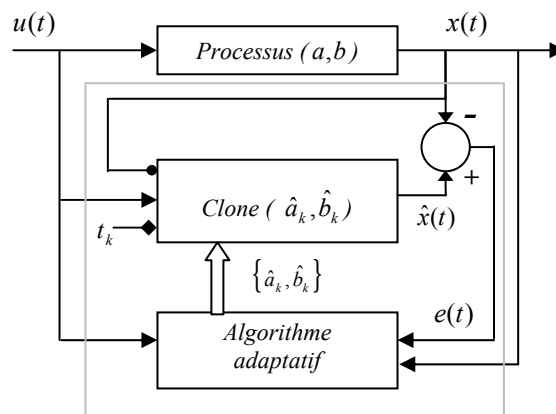 u(t)
x(t)
Processus (a,b)
-
+
Clone ( â_k, b̂_k )
x̂(t)
t_k
{â_k, b̂_k}
e(t)
Algorithme
adaptatif